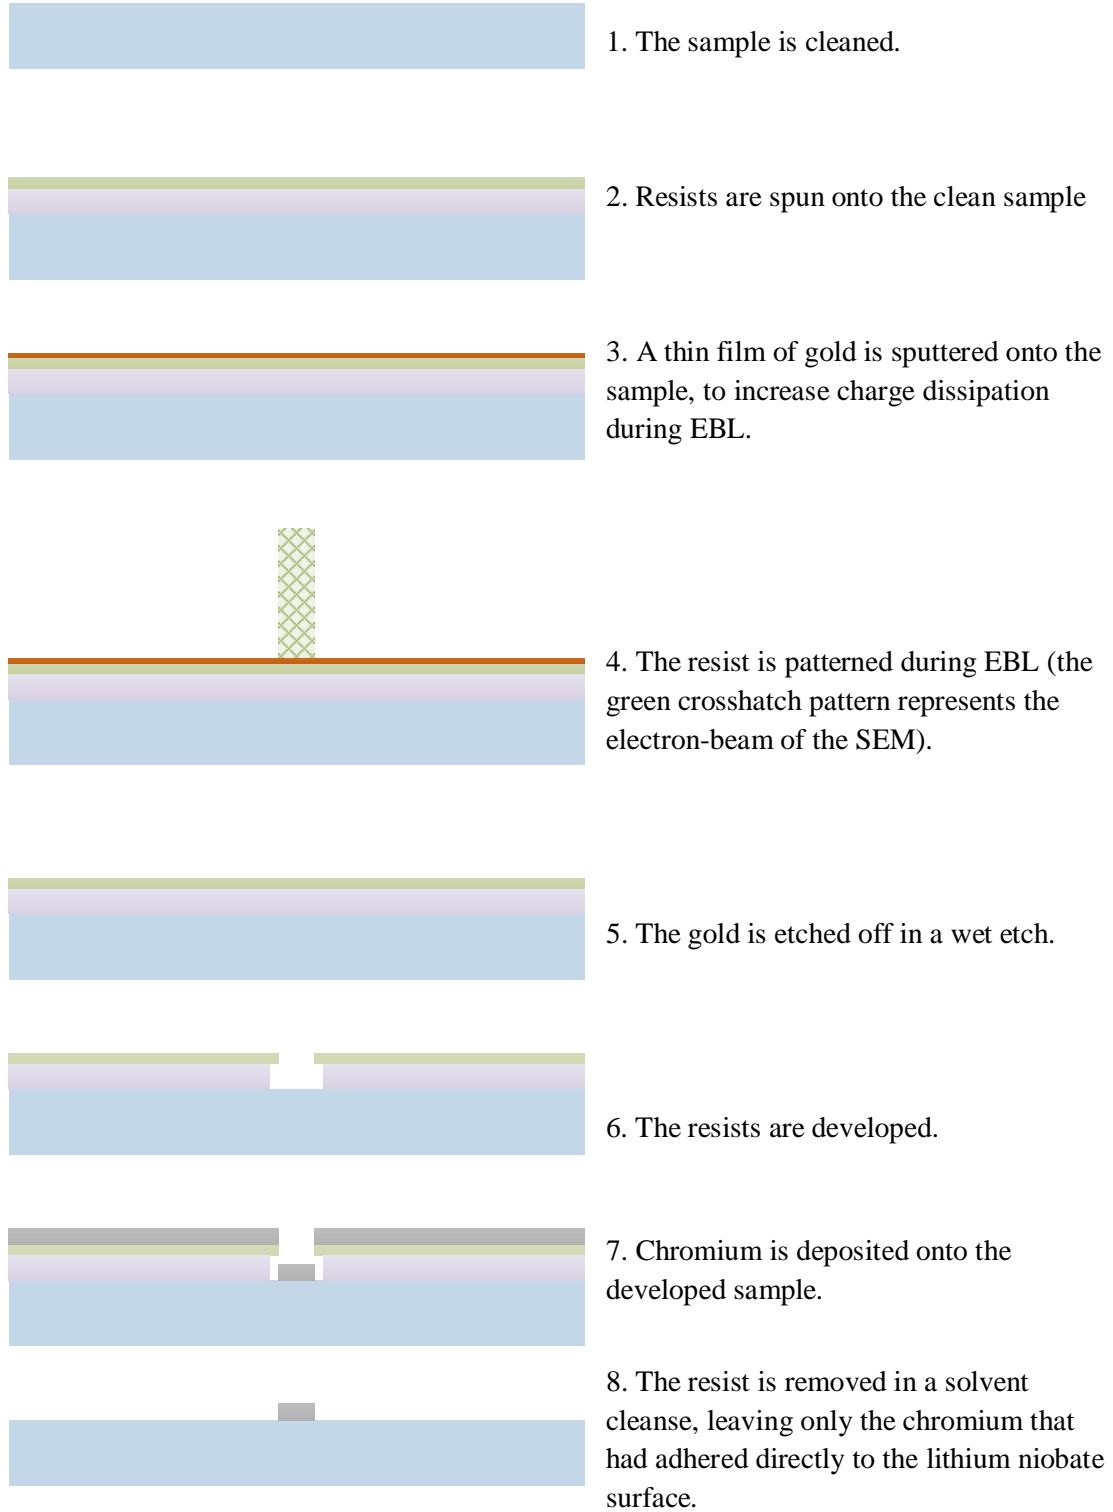 1. The sample is cleaned.
2. Resists are spun onto the clean sample
3. A thin film of gold is sputtered onto the
sample, to increase charge dissipation
during EBL.
4. The resist is patterned during EBL (the
green crosshatch pattern represents the
electron-beam of the SEM).
5. The gold is etched off in a wet etch.
6. The resists are developed.
7. Chromium is deposited onto the
developed sample.
8. The resist is removed in a solvent
cleanse, leaving only the chromium that
had adhered directly to the lithium niobate
surface.